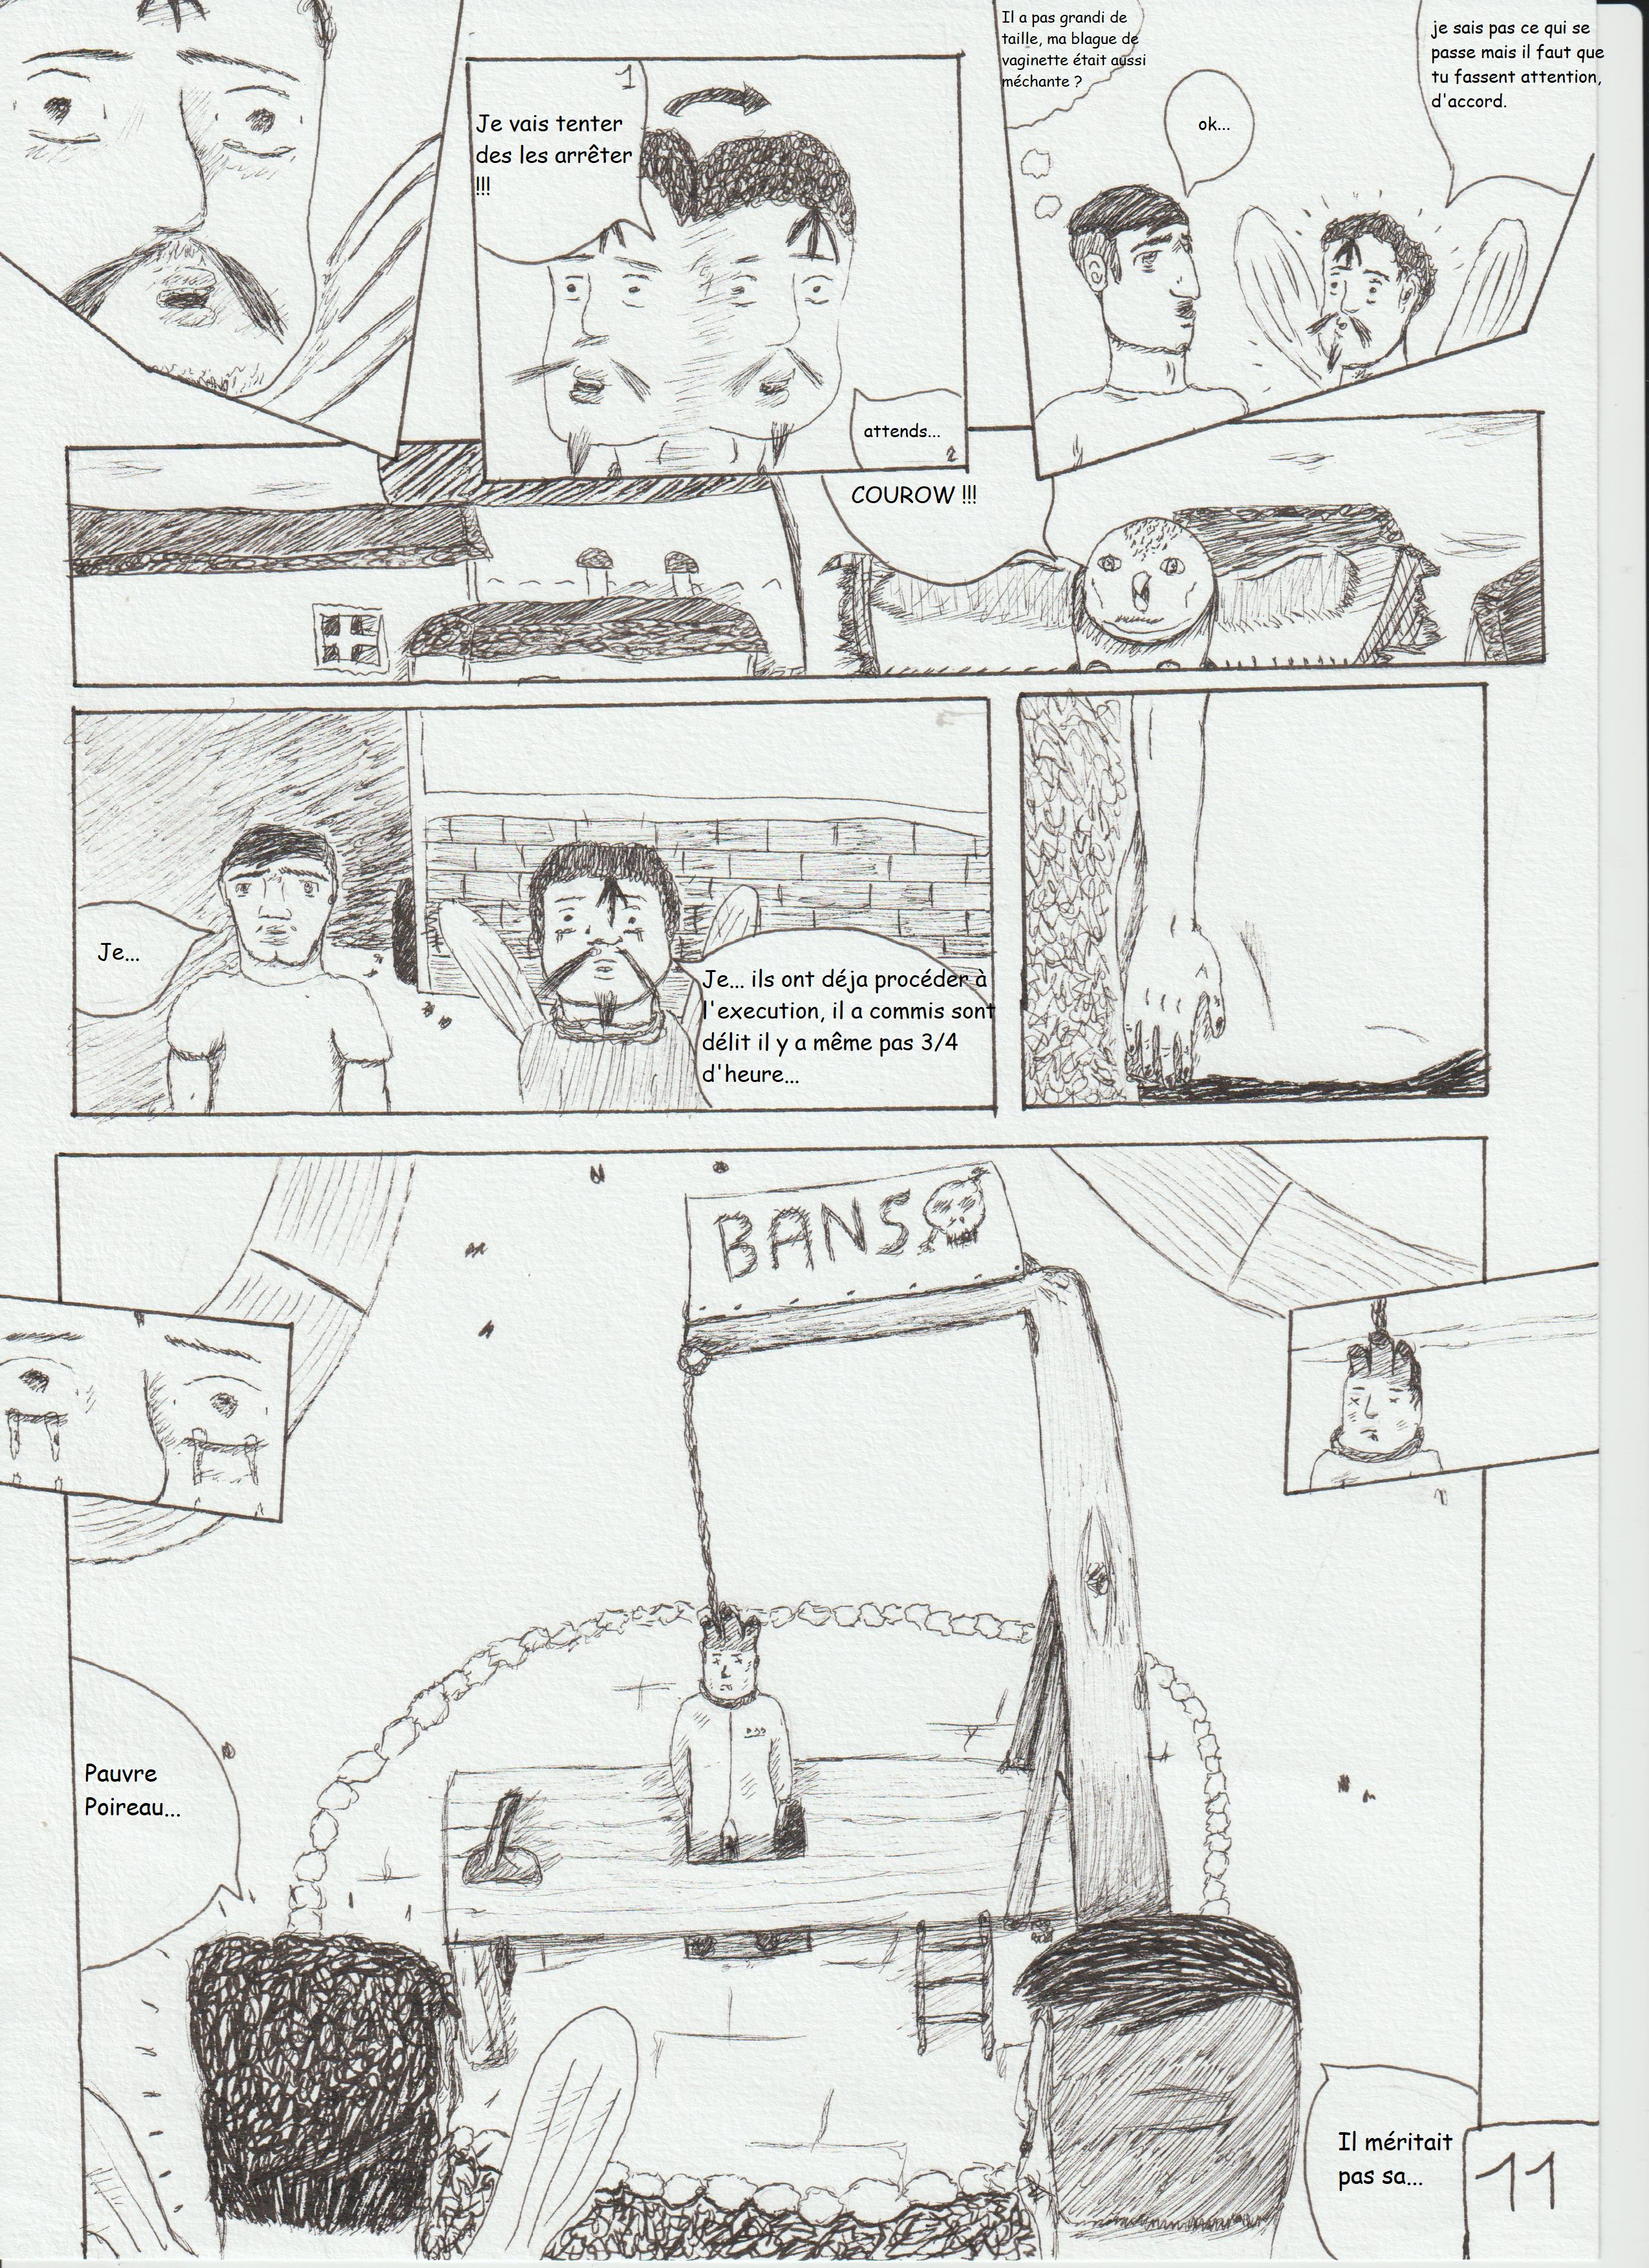 1
Je vais tenter
des les arrêter
!!!
attends...
2
Il a pas grandi de
taille, ma blague de
vaginette était aussi
méchante ?
ok...
je sais pas ce qui se
passe mais il faut que
tu fassent attention,
d'accord.
COUROW !!!
Je...
Je... ils ont déja procéder à
l'execution, il a commis sont
délit il y a même pas 3/4
d'heure...
BANS
Pauvre
Poireau...
Il méritait
pas sa...
11